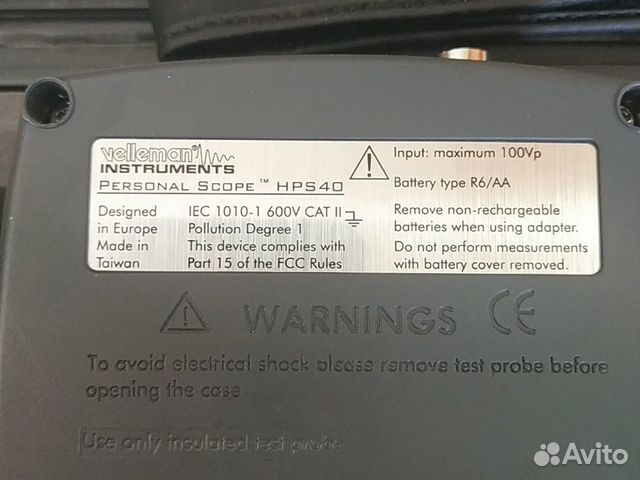 velleman®
INSTRUMENTS
PERSONAL SCOPE™ HPS40
Designed in Europe
Made in Taiwan
IEC 1010-1 600V CAT II
Pollution Degree 1
This device complies with
Part 15 of the FCC Rules
Input: maximum 100Vp
Battery type R6/AA
Remove non-rechargeable
batteries when using adapter.
Do not perform measurements
with battery cover removed.
WARNINGS CE
To avoid electrical shock please remove test probe before
opening the case
Use only insulated test probe
Avito